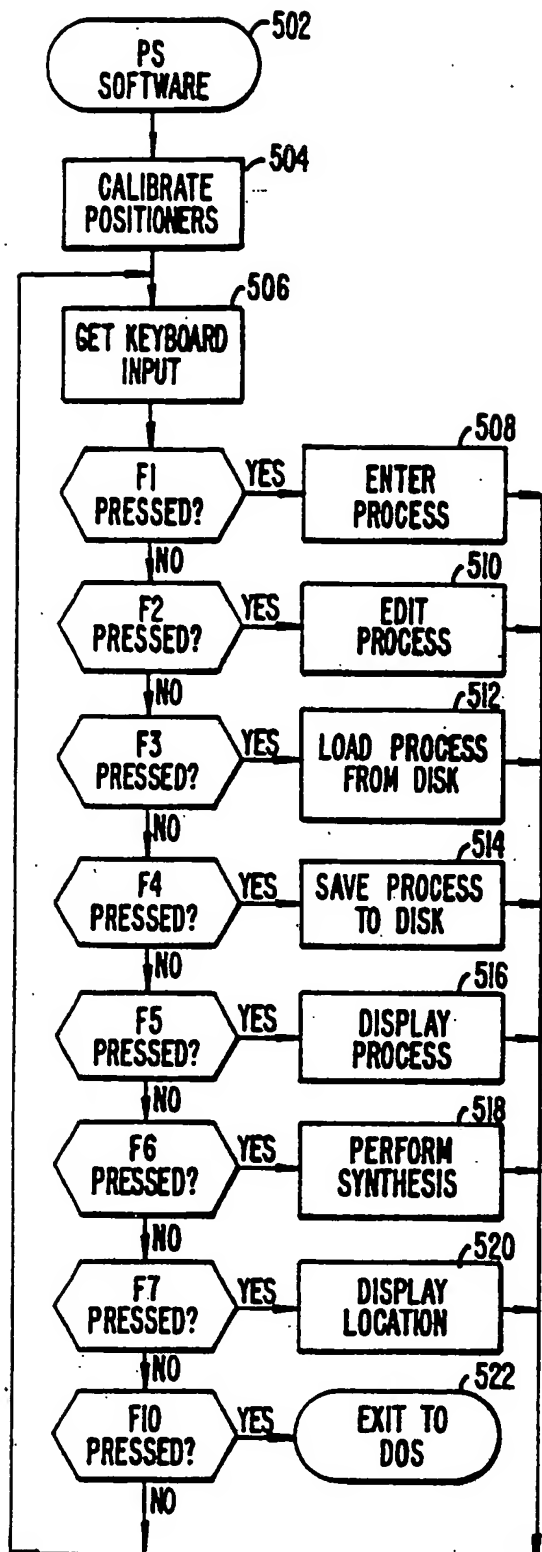 502
PS
SOFTWARE
504
CALIBRATE
POSITIONERS
506
GET KEYBOARD
INPUT
508
F1
PRESSED?
YES
ENTER
PROCESS
NO
510
F2
PRESSED?
YES
EDIT
PROCESS
NO
512
F3
PRESSED?
YES
LOAD PROCESS
FROM DISK
NO
514
F4
PRESSED?
YES
SAVE PROCESS
TO DISK
NO
516
F5
PRESSED?
YES
DISPLAY
PROCESS
NO
518
F6
PRESSED?
YES
PERFORM
SYNTHESIS
NO
520
F7
PRESSED?
YES
DISPLAY
LOCATION
NO
522
F10
PRESSED?
YES
EXIT TO
DOS
NO